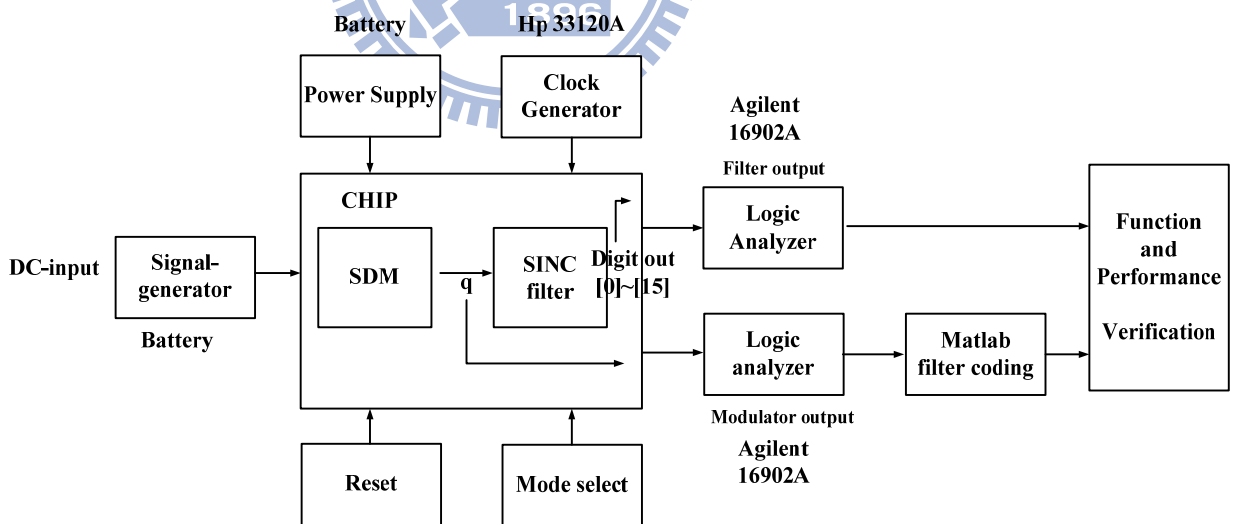 1896
Battery
Hp 33120A
Power Supply
Clock
Generator
Agilent
16902A
Filter output
CHIP
Logic
Analyzer
Function
and
Performance
Verification
DC-input
Signal-
generator
Battery
SDM
q
SINC
filter
Digit out
[0]~[15]
Logic
analyzer
Matlab
filter coding
Modulator output
Agilent
16902A
Reset
Mode select